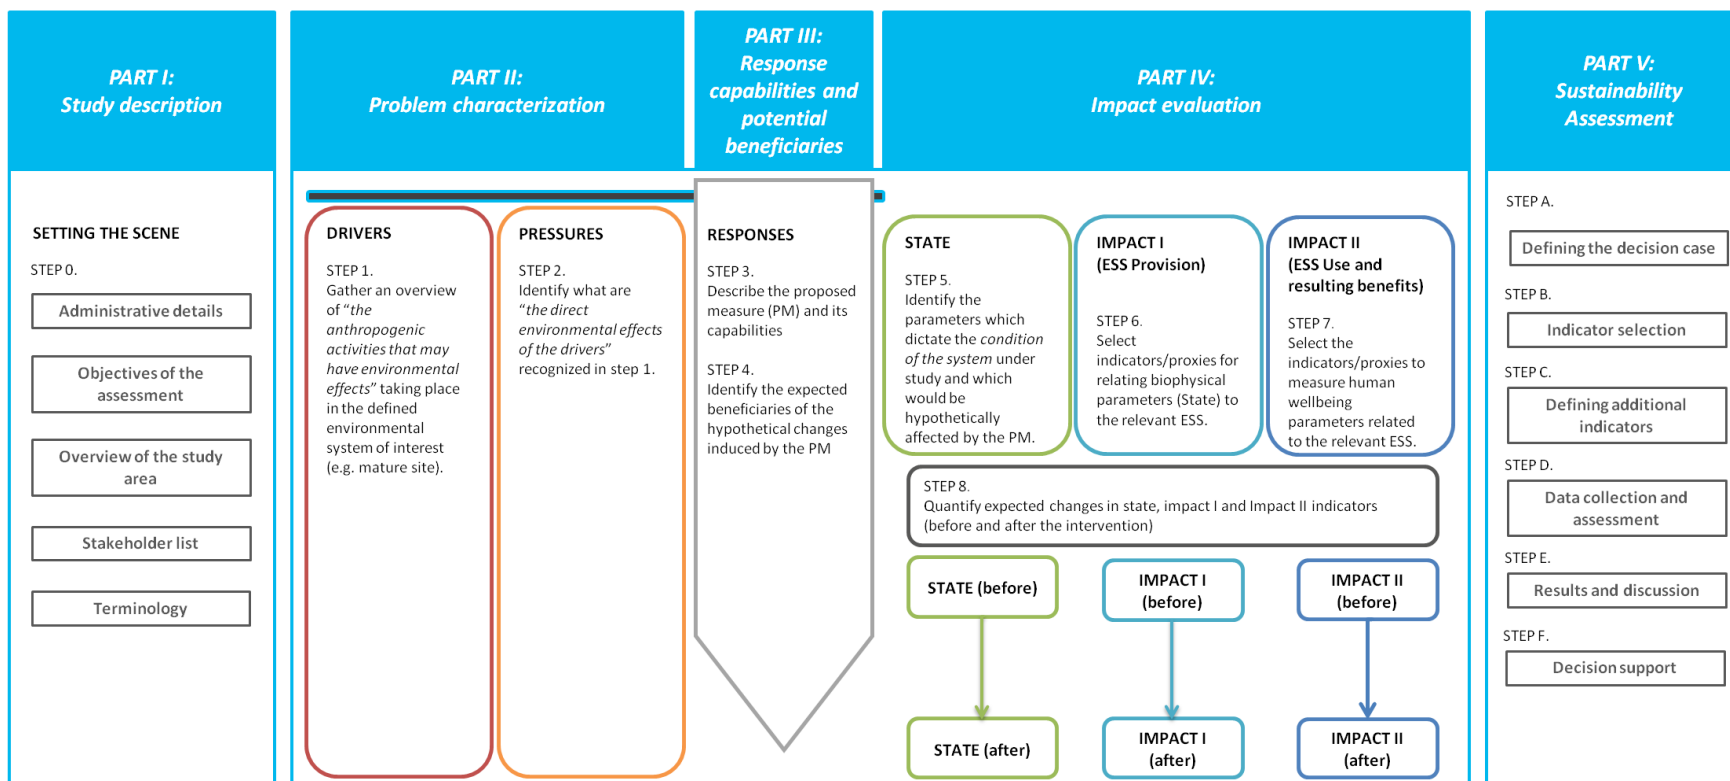 PART I:
Study description
SETTING THE SCENE
STEP 0.
Administrative details
Objectives of the
assessment
Overview of the study
area
Stakeholder list
Terminology
PART II:
Problem characterization
DRIVERS
STEP 1.
Gather an overview
of “the
anthropogenic
activities that may
have environmental
effects” taking place
in the defined
environmental
system of interest
(e.g. mature site).
PRESSURES
STEP 2.
Identify what are
“the direct
environmental effects
of the drivers”
recognized in step 1.
PART III:
Response
capabilities and
potential
beneficiaries
RESPONSES
STEP 3.
Describe the proposed
measure (PM) and its
capabilities
STEP 4.
Identify the expected
beneficiaries of the
hypothetical changes
induced by the PM
PART IV:
Impact evaluation
STATE
STEP 5.
Identify the
parameters which
dictate the condition
of the system under
study and which
would be
hypothetically
affected by the PM.
IMPACT I
(ESS Provision)
STEP 6.
Select
indicators/proxies for
relating biophysical
parameters (State) to
the relevant ESS.
IMPACT II
(ESS Use and
resulting benefits)
STEP 7.
Select the
indicators/proxies to
measure human
wellbeing
parameters related
to the relevant ESS.
STEP 8.
Quantify expected changes in state, impact I and Impact II indicators
(before and after the intervention)
STATE (before)
IMPACT I
(before)
IMPACT II
(before)
STATE (after)
IMPACT I
(after)
IMPACT II
(after)
PART V:
Sustainability
Assessment
STEP A.
Defining the decision case
STEP B.
Indicator selection
STEP C.
Defining additional
indicators
STEP D.
Data collection and
assessment
STEP E.
Results and discussion
STEP F.
Decision support